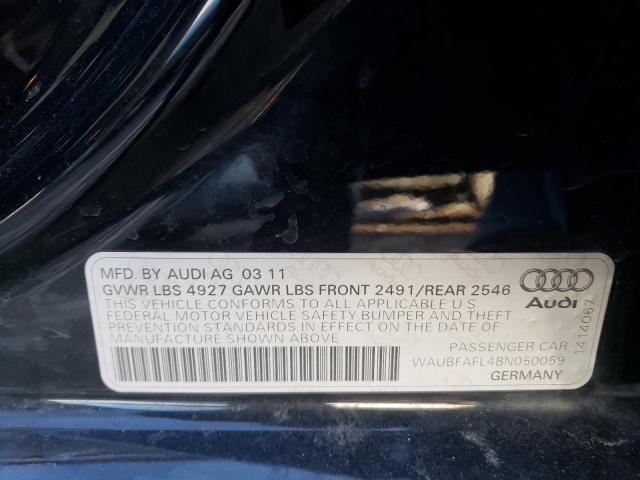 MFD. BY AUDI AG 03 11
GVWR LBS 4927 GAWR LBS FRONT 2491/REAR 2546
THIS VEHICLE CONFORMS TO ALL APPLICABLE U S
FEDERAL MOTOR VEHICLE SAFETY, BUMPER AND THEFT
PREVENTION STANDARDS IN EFFECT ON THE DATE OF
MANUFACTURE SHOWN ABOVE
PASSENGER CAR
WAUBFAFL4BN050059
GERMANY
Audi
1414067